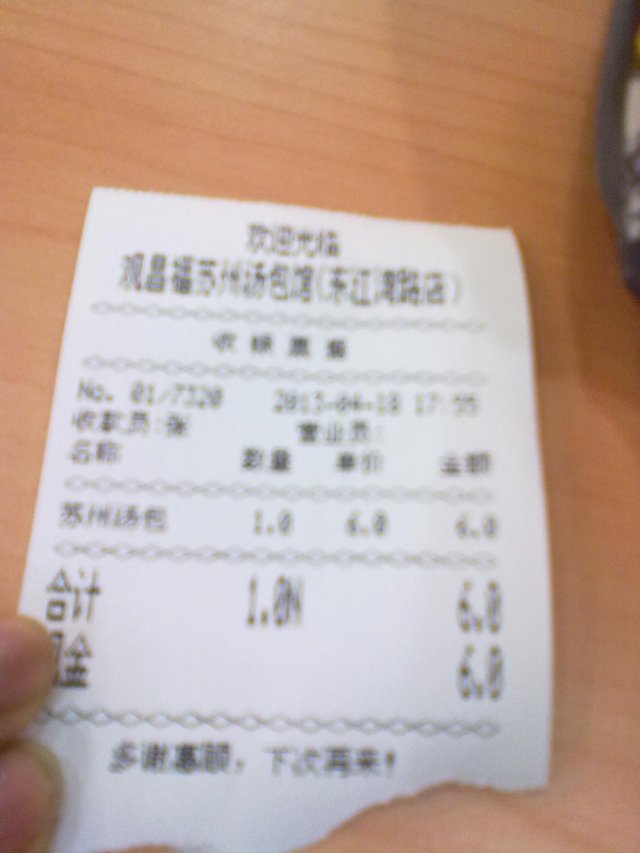 欢迎光临
观昌福苏州汤包馆(东江湾路店)
收银票据
No. 01/7320 2013-04-18 17:55
收款员:张 营业员:
名称 数量 单价 金额
苏州汤包 1.0 6.0 6.0
合计 1.0N 6.0
现金 6.0
多谢惠顾，下次再来!